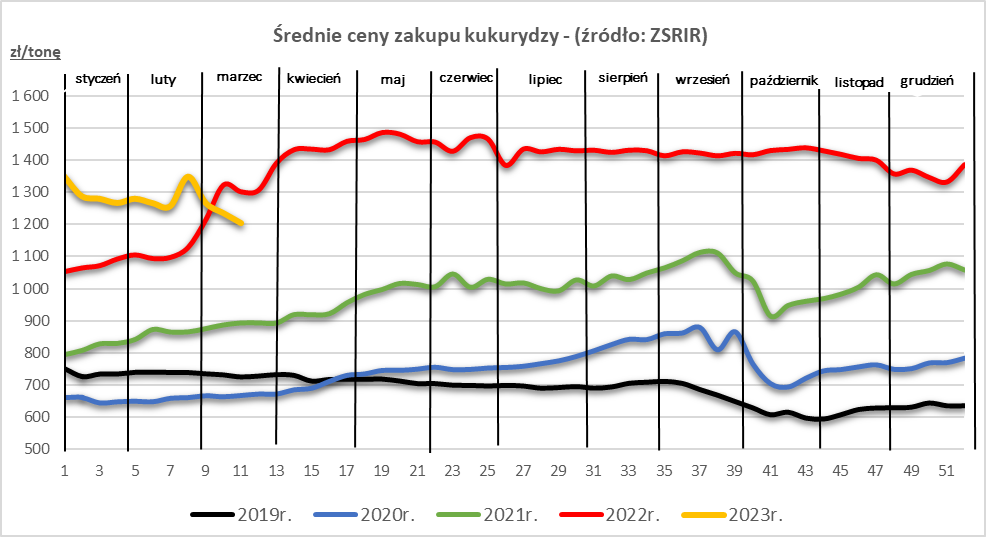 Średnie ceny zakupu kukurydzy - (źródło: ZSRIR)
zł/tonę
styczeń luty marzec kwiecień maj czerwiec lipiec sierpień wrzesień październik listopad grudzień
1 600
1 500
1 400
1 300
1 200
1 100
1 000
900
800
700
600
500
1 3 5 7 9 11 13 15 17 19 21 23 25 27 29 31 33 35 37 39 41 43 45 47 49 51
2019r. 2020r. 2021r. 2022r. 2023r.